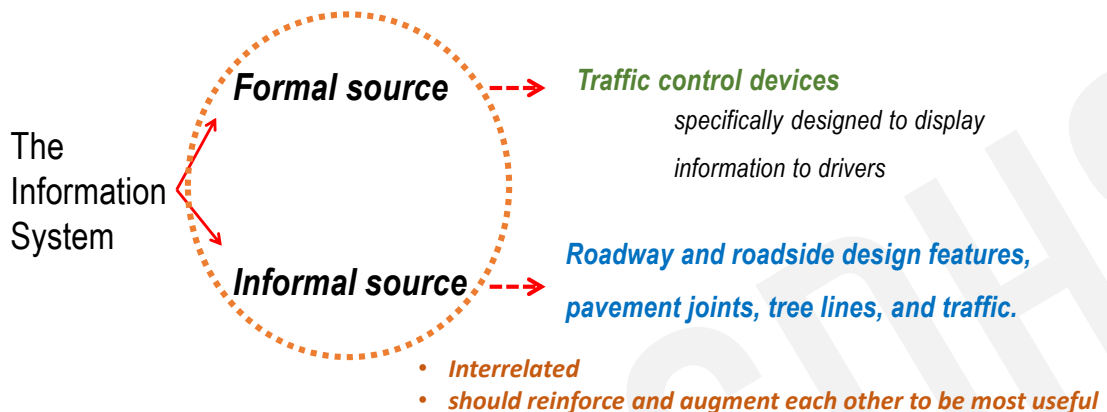 Formal source
Traffic control devices
specifically designed to display
information to drivers
The
Information
System
Informal source
Roadway and roadside design features,
pavement joints, tree lines, and traffic.
• Interrelated
• should reinforce and augment each other to be most useful